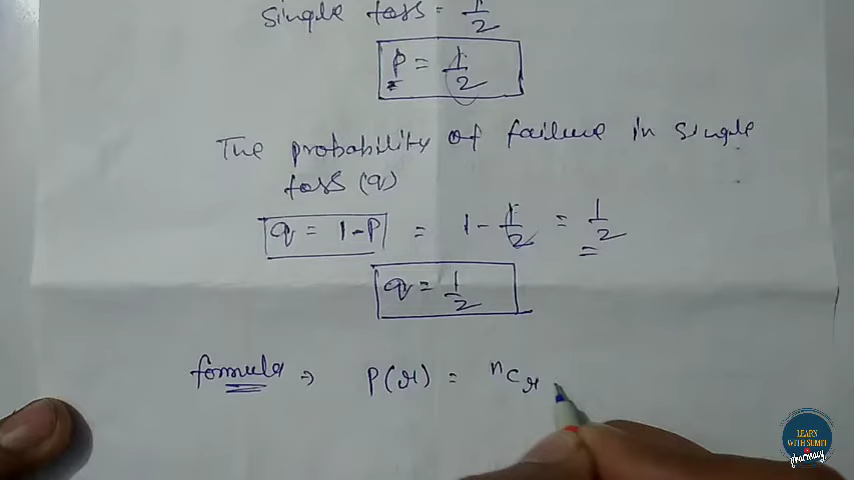 single toss = 1/2
P = 1/2
The probability of failure in single
toss (q)
q = 1-P = 1 - 1/2 = 1/2
q = 1/2
formula → P(r) = nCr
LEARN
WITH SUMIT
pharmacy